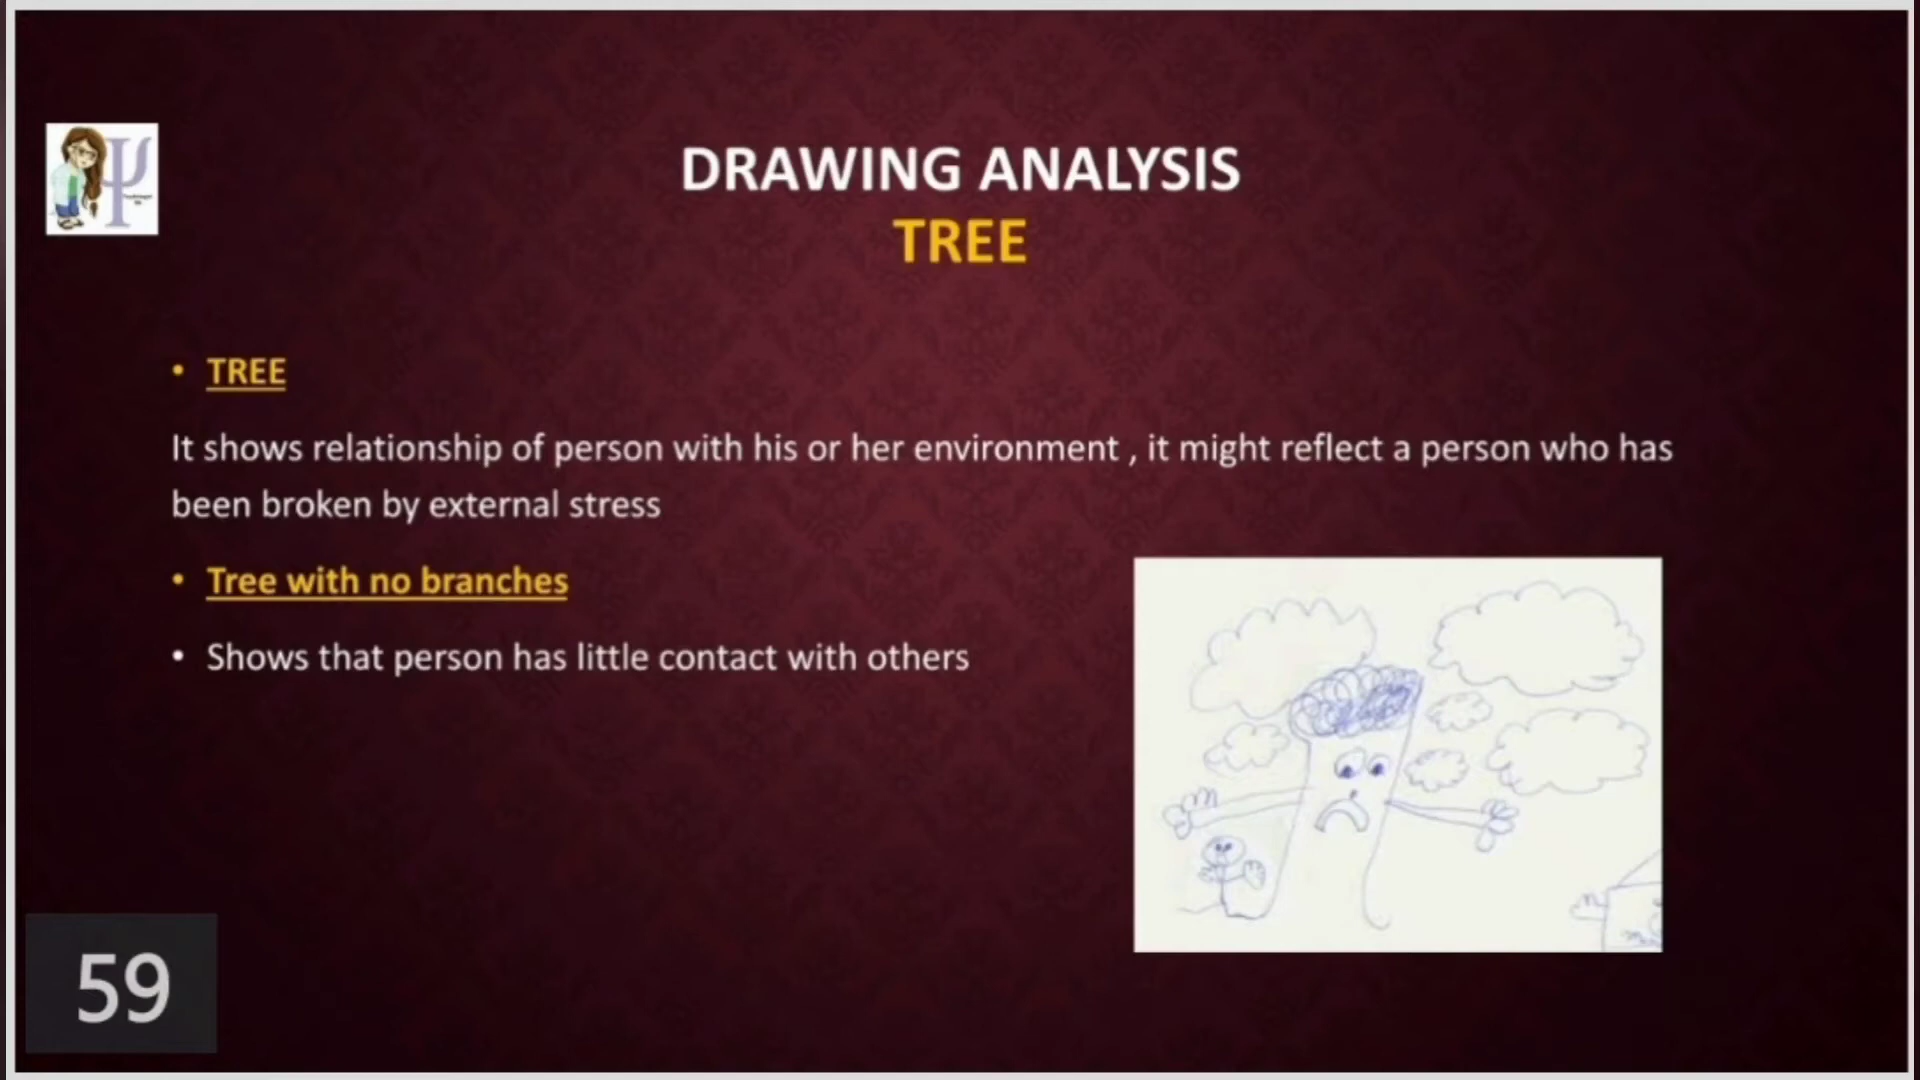 DRAWING ANALYSIS
TREE
• TREE
It shows relationship of person with his or her environment , it might reflect a person who has
been broken by external stress
• Tree with no branches
• Shows that person has little contact with others
59